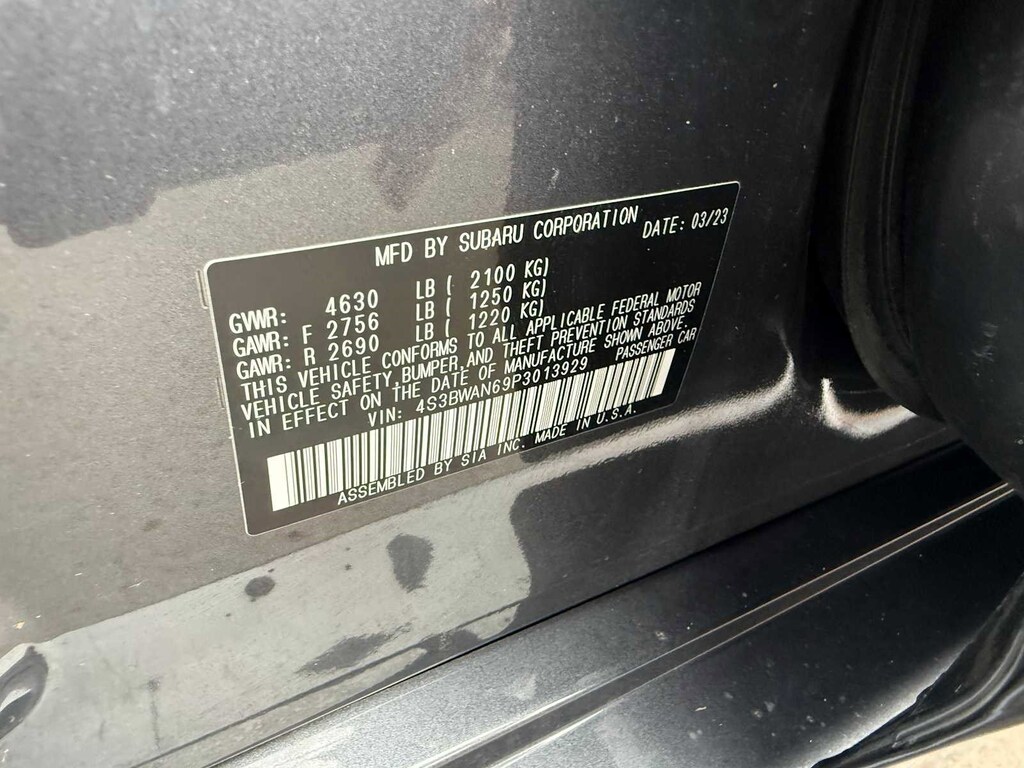 MFD BY SUBARU CORPORATION DATE: 03/23
GVWR: 4630 LB ( 2100 KG)
GAWR: F 2756 LB ( 1250 KG)
GAWR: R 2690 LB ( 1220 KG)
THIS VEHICLE CONFORMS TO ALL APPLICABLE FEDERAL MOTOR
VEHICLE SAFETY,BUMPER,AND THEFT PREVENTION STANDARDS
IN EFFECT ON THE DATE OF MANUFACTURE SHOWN ABOVE.
VIN: 4S3BWAN69P3013929 PASSENGER CAR
ASSEMBLED BY SIA INC. MADE IN U.S.A.